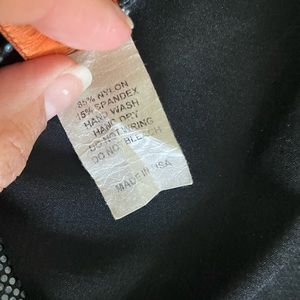 85% NYLON
15% SPANDEX
HAND WASH
HANG DRY
DO NOT WRING
DO NOT BLEACH
MADE IN USA